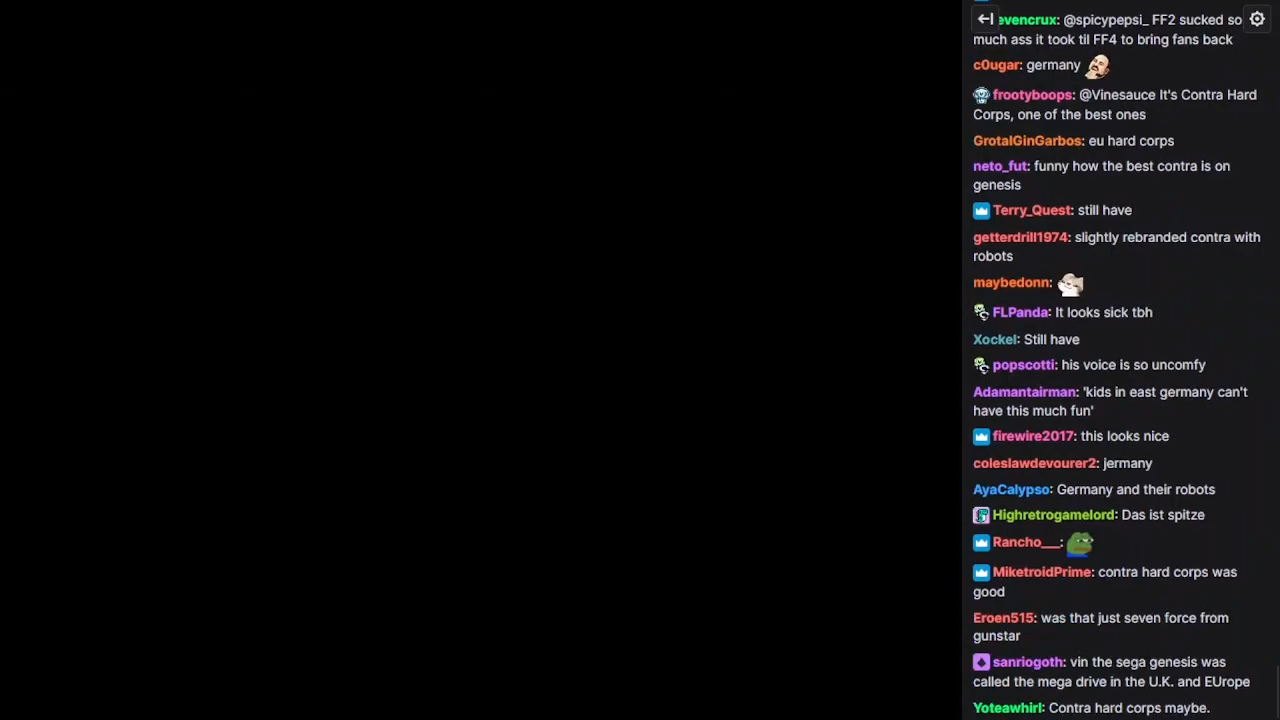 evencrux: @spicypepsi_ FF2 sucked so
much ass it took til FF4 to bring fans back
c0ugar: germany
frootyboops: @Vinesauce It's Contra Hard
Corps, one of the best ones
GrotalGinGarbos: eu hard corps
neto_fut: funny how the best contra is on
genesis
Terry_Quest: still have
getterdrill1974: slightly rebranded contra with
robots
maybedonn:
FLPanda: It looks sick tbh
Xockel: Still have
popscotti: his voice is so uncomfy
Adamantairman: 'kids in east germany can't
have this much fun'
firewire2017: this looks nice
coleslawdevourer2: jermany
AyaCalypso: Germany and their robots
Highretrogamelord: Das ist spitze
Rancho___:
MiketroidPrime: contra hard corps was
good
Eroen515: was that just seven force from
gunstar
sanriogoth: vin the sega genesis was
called the mega drive in the U.K. and EUrope
Yoteawhirl: Contra hard corps maybe.